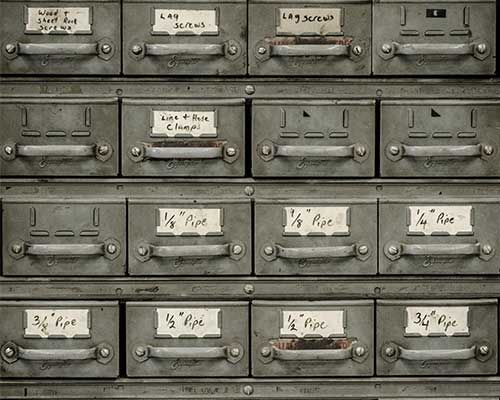 Wood +
Sheet Rock
Screws
LAG
SCREWS
LAg screws
Line + Hose
Clamps
1/8" Pipe
1/8" Pipe
1/4" Pipe
3/8" Pipe
1/2" Pipe
1/2" Pipe
3/4" Pipe